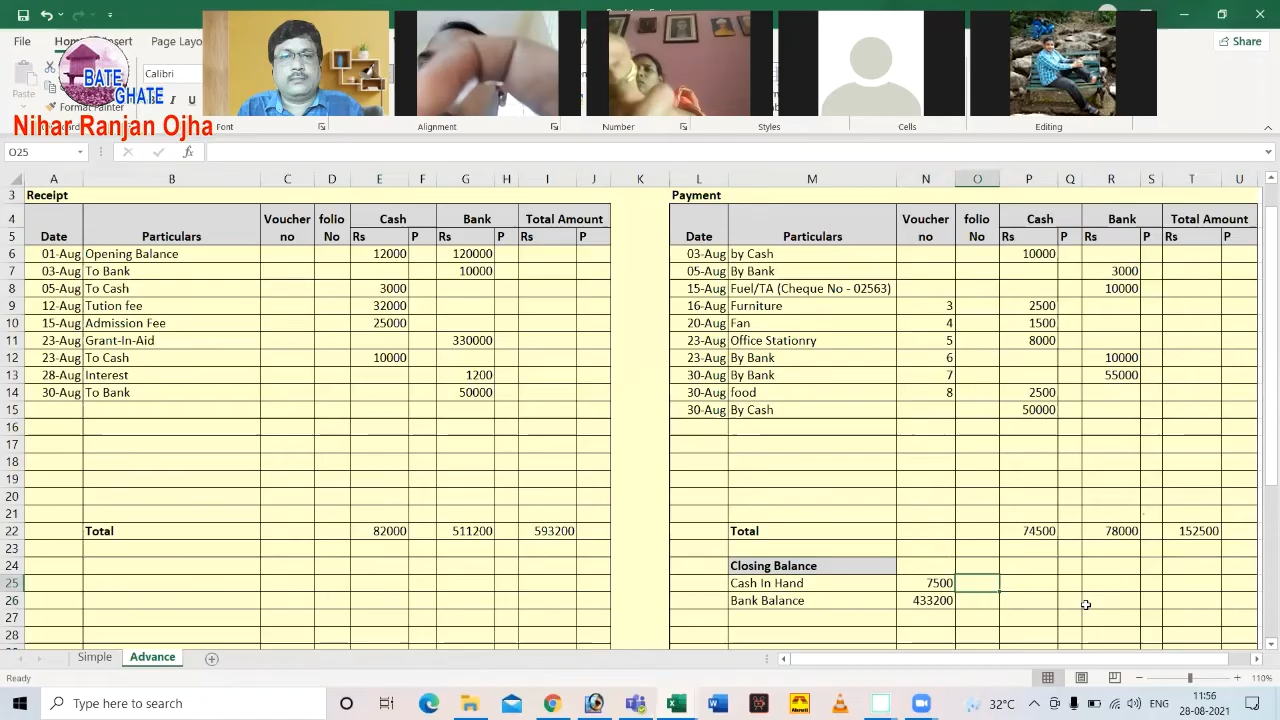 File Home Insert Page Layout Share
BATE GHATE
Nihar Ranjan Ojha
Paste Calibri I U
Format Painter
Font Alignment Number Styles Cells Editing
O25 fx
A B C D E F G H I J K L M N O P Q R S T U
3 Receipt Payment
4 Voucher folio Cash Bank Total Amount Voucher folio Cash Bank Total Amount
5 Date Particulars no No Rs P Rs P Rs P Date Particulars no No Rs P Rs P Rs P
6 01-Aug Opening Balance 12000 120000 03-Aug by Cash 10000
7 03-Aug To Bank 10000 05-Aug By Bank 3000
8 05-Aug To Cash 3000 15-Aug Fuel/TA (Cheque No - 02563) 10000
9 12-Aug Tution fee 32000 16-Aug Furniture 3 2500
10 15-Aug Admission Fee 25000 20-Aug Fan 4 1500
11 23-Aug Grant-In-Aid 330000 23-Aug Office Stationry 5 8000
12 23-Aug To Cash 10000 23-Aug By Bank 6 10000
13 28-Aug Interest 1200 30-Aug By Bank 7 55000
14 30-Aug To Bank 50000 30-Aug food 8 2500
15 30-Aug By Cash 50000
16
17
18
19
20
21
22 Total 82000 511200 593200 Total 74500 78000 152500
23
24 Closing Balance
25 Cash In Hand 7500
26 Bank Balance 433200
27
28
Simple Advance
Ready 110%
Type here to search 32°C ENG 11:56
28-08-2021